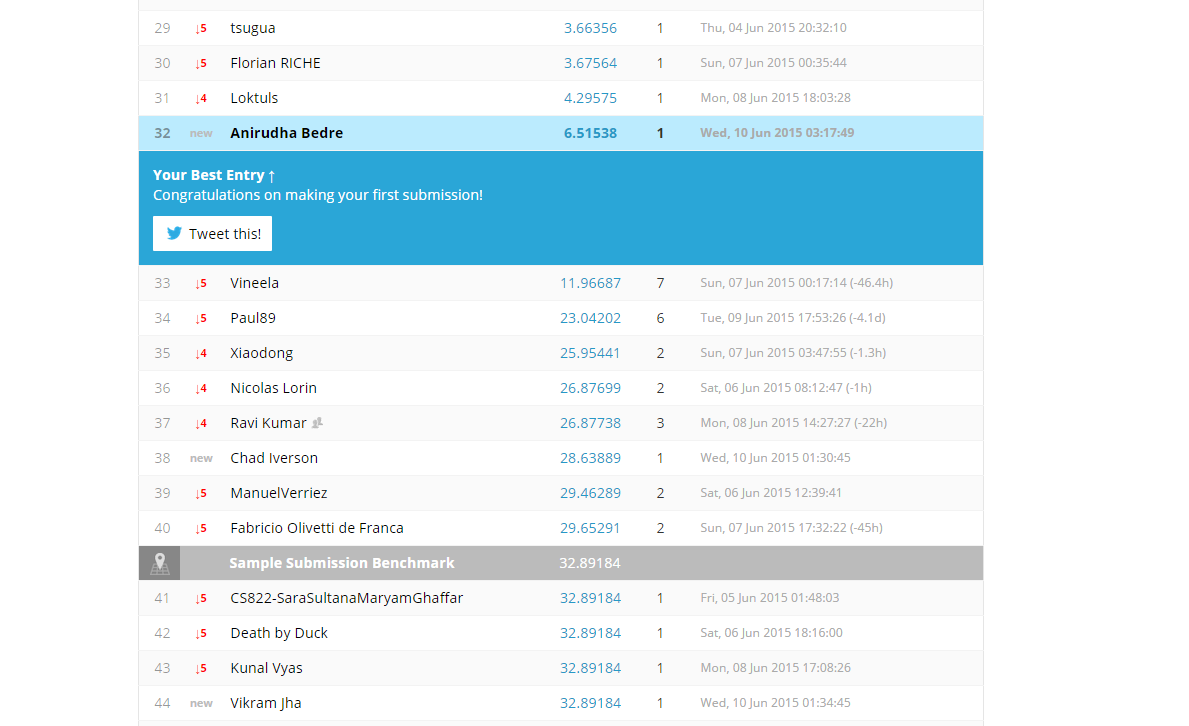 29 ↓5 tsugua 3.66356 1 Thu, 04 Jun 2015 20:32:10
30 ↓5 Florian RICHE 3.67564 1 Sun, 07 Jun 2015 00:35:44
31 ↓4 Loktuls 4.29575 1 Mon, 08 Jun 2015 18:03:28
32 new Anirudha Bedre 6.51538 1 Wed, 10 Jun 2015 03:17:49
Your Best Entry ↑
Congratulations on making your first submission!
Tweet this!
33 ↓5 Vineela 11.96687 7 Sun, 07 Jun 2015 00:17:14 (-46.4h)
34 ↓5 Paul89 23.04202 6 Tue, 09 Jun 2015 17:53:26 (-4.1d)
35 ↓4 Xiaodong 25.95441 2 Sun, 07 Jun 2015 03:47:55 (-1.3h)
36 ↓4 Nicolas Lorin 26.87699 2 Sat, 06 Jun 2015 08:12:47 (-1h)
37 ↓4 Ravi Kumar 26.87738 3 Mon, 08 Jun 2015 14:27:27 (-22h)
38 new Chad Iverson 28.63889 1 Wed, 10 Jun 2015 01:30:45
39 ↓5 ManuelVerriez 29.46289 2 Sat, 06 Jun 2015 12:39:41
40 ↓5 Fabricio Olivetti de Franca 29.65291 2 Sun, 07 Jun 2015 17:32:22 (-45h)
Sample Submission Benchmark 32.89184
41 ↓5 CS822-SaraSultanaMaryamGhaffar 32.89184 1 Fri, 05 Jun 2015 01:48:03
42 ↓5 Death by Duck 32.89184 1 Sat, 06 Jun 2015 18:16:00
43 ↓5 Kunal Vyas 32.89184 1 Mon, 08 Jun 2015 17:08:26
44 new Vikram Jha 32.89184 1 Wed, 10 Jun 2015 01:34:45